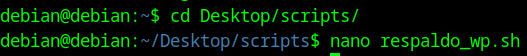 debian@debian:~$ cd Desktop/scripts/
debian@debian:~/Desktop/scripts$ nano respaldo_wp.sh